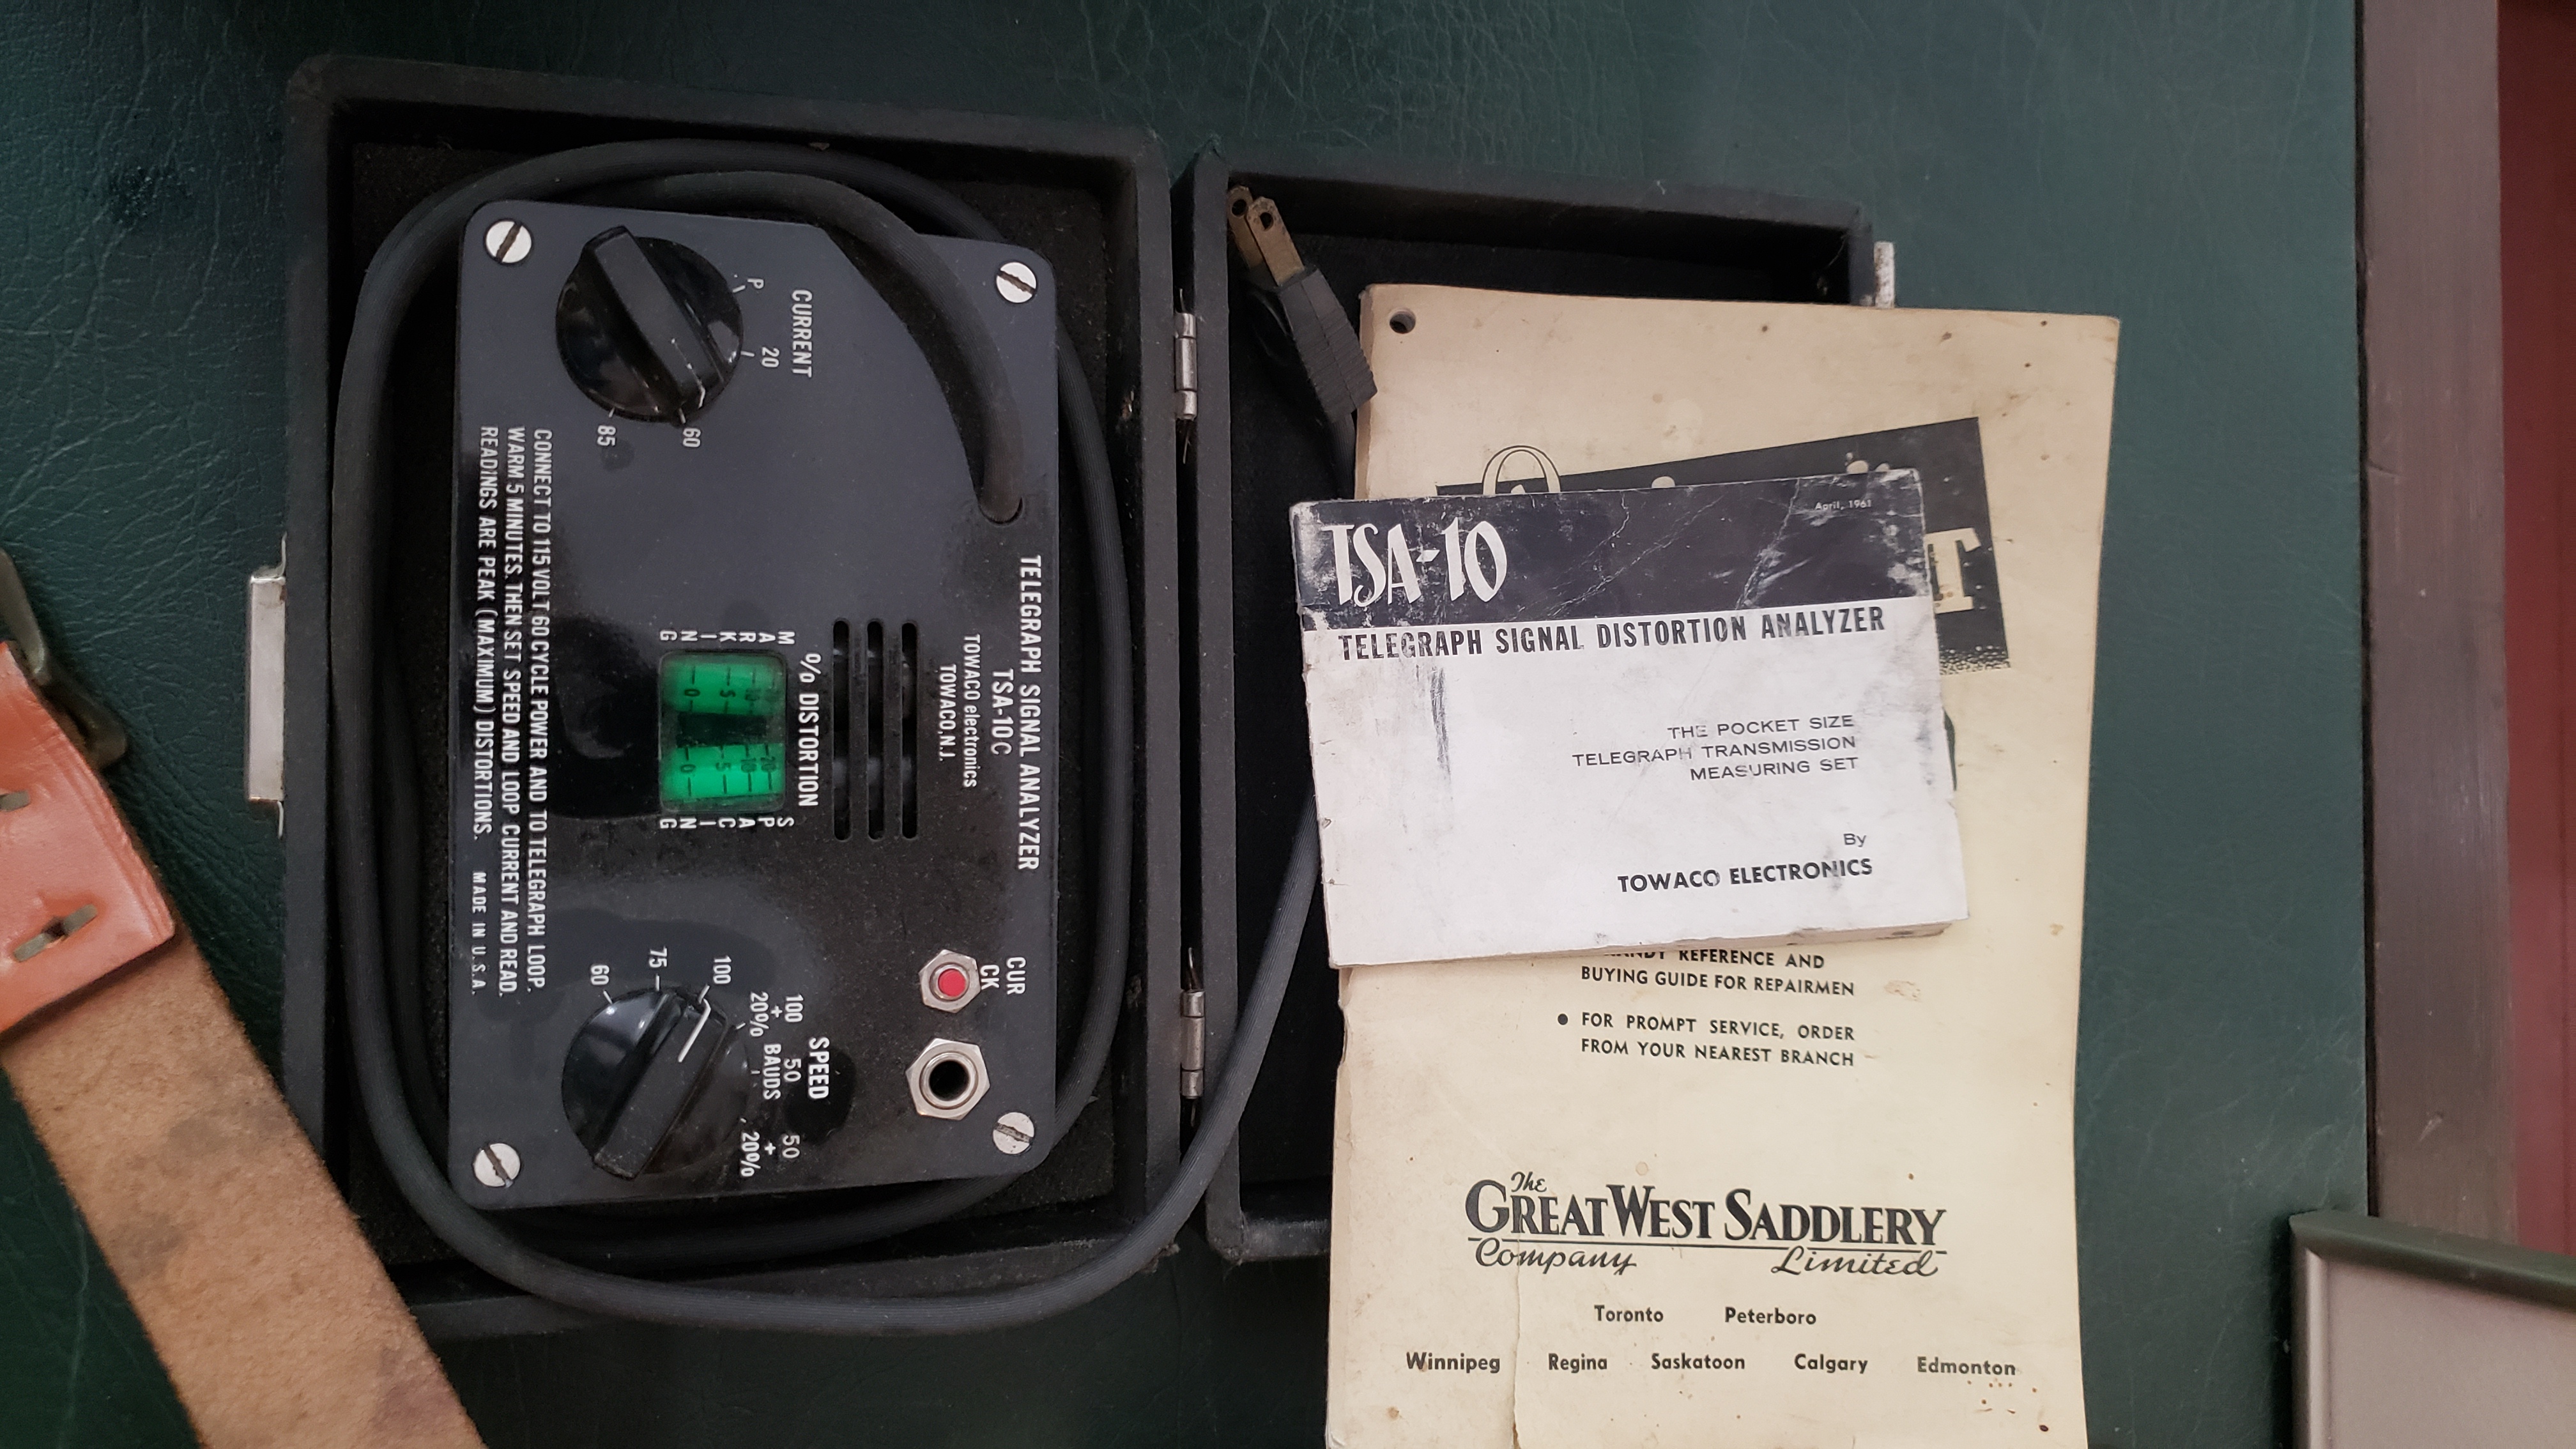 TELEGRAPH SIGNAL ANALYZER
TSA-10C
TOWACO electronics
TOWACO, N.J.
CURRENT
P
20
60
85
% DISTORTION
MARKING
20
10
5
0
SPACING
CUR
CK
SPEED
100
+
20%
50
BAUDS
50
+
20%
100
75
60
CONNECT TO 115 VOLT 60 CYCLE POWER AND TO TELEGRAPH LOOP.
WARM 5 MINUTES. THEN SET SPEED AND LOOP CURRENT AND READ.
READINGS ARE PEAK (MAXIMUM) DISTORTIONS. MADE IN U.S.A.
April, 1961
TSA-10
TELEGRAPH SIGNAL DISTORTION ANALYZER
THE POCKET SIZE
TELEGRAPH TRANSMISSION
MEASURING SET
By
TOWACO ELECTRONICS
REFERENCE AND
BUYING GUIDE FOR REPAIRMEN
• FOR PROMPT SERVICE, ORDER
FROM YOUR NEAREST BRANCH
The
GREAT WEST SADDLERY
Company Limited
Toronto Peterboro
Winnipeg Regina Saskatoon Calgary Edmonton